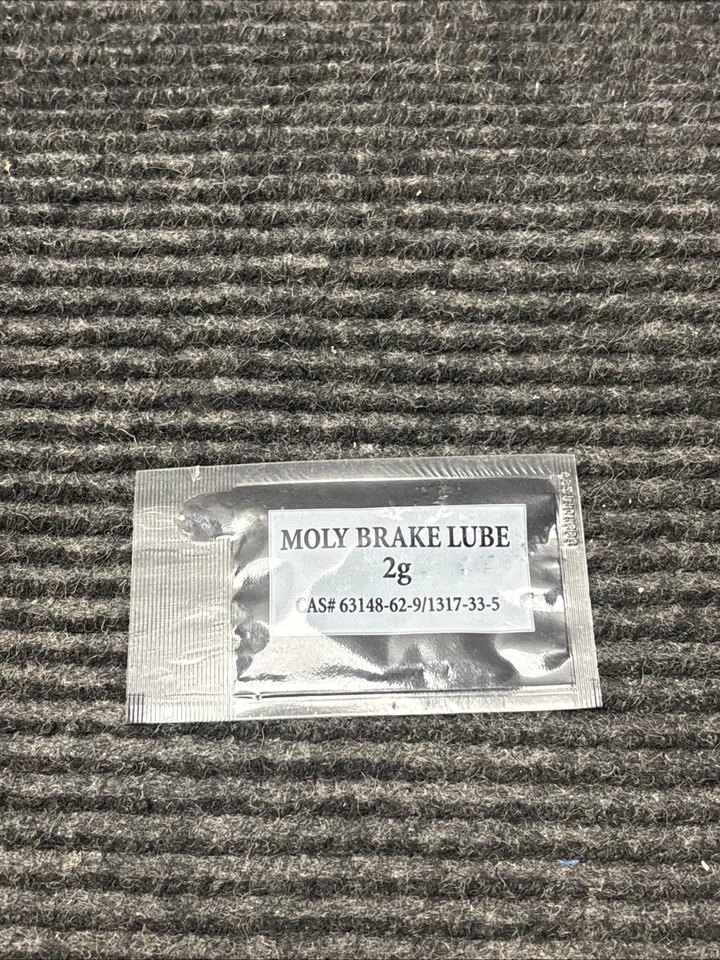 MOLY BRAKE LUBE
2g
CAS# 63148-62-9/1317-33-5